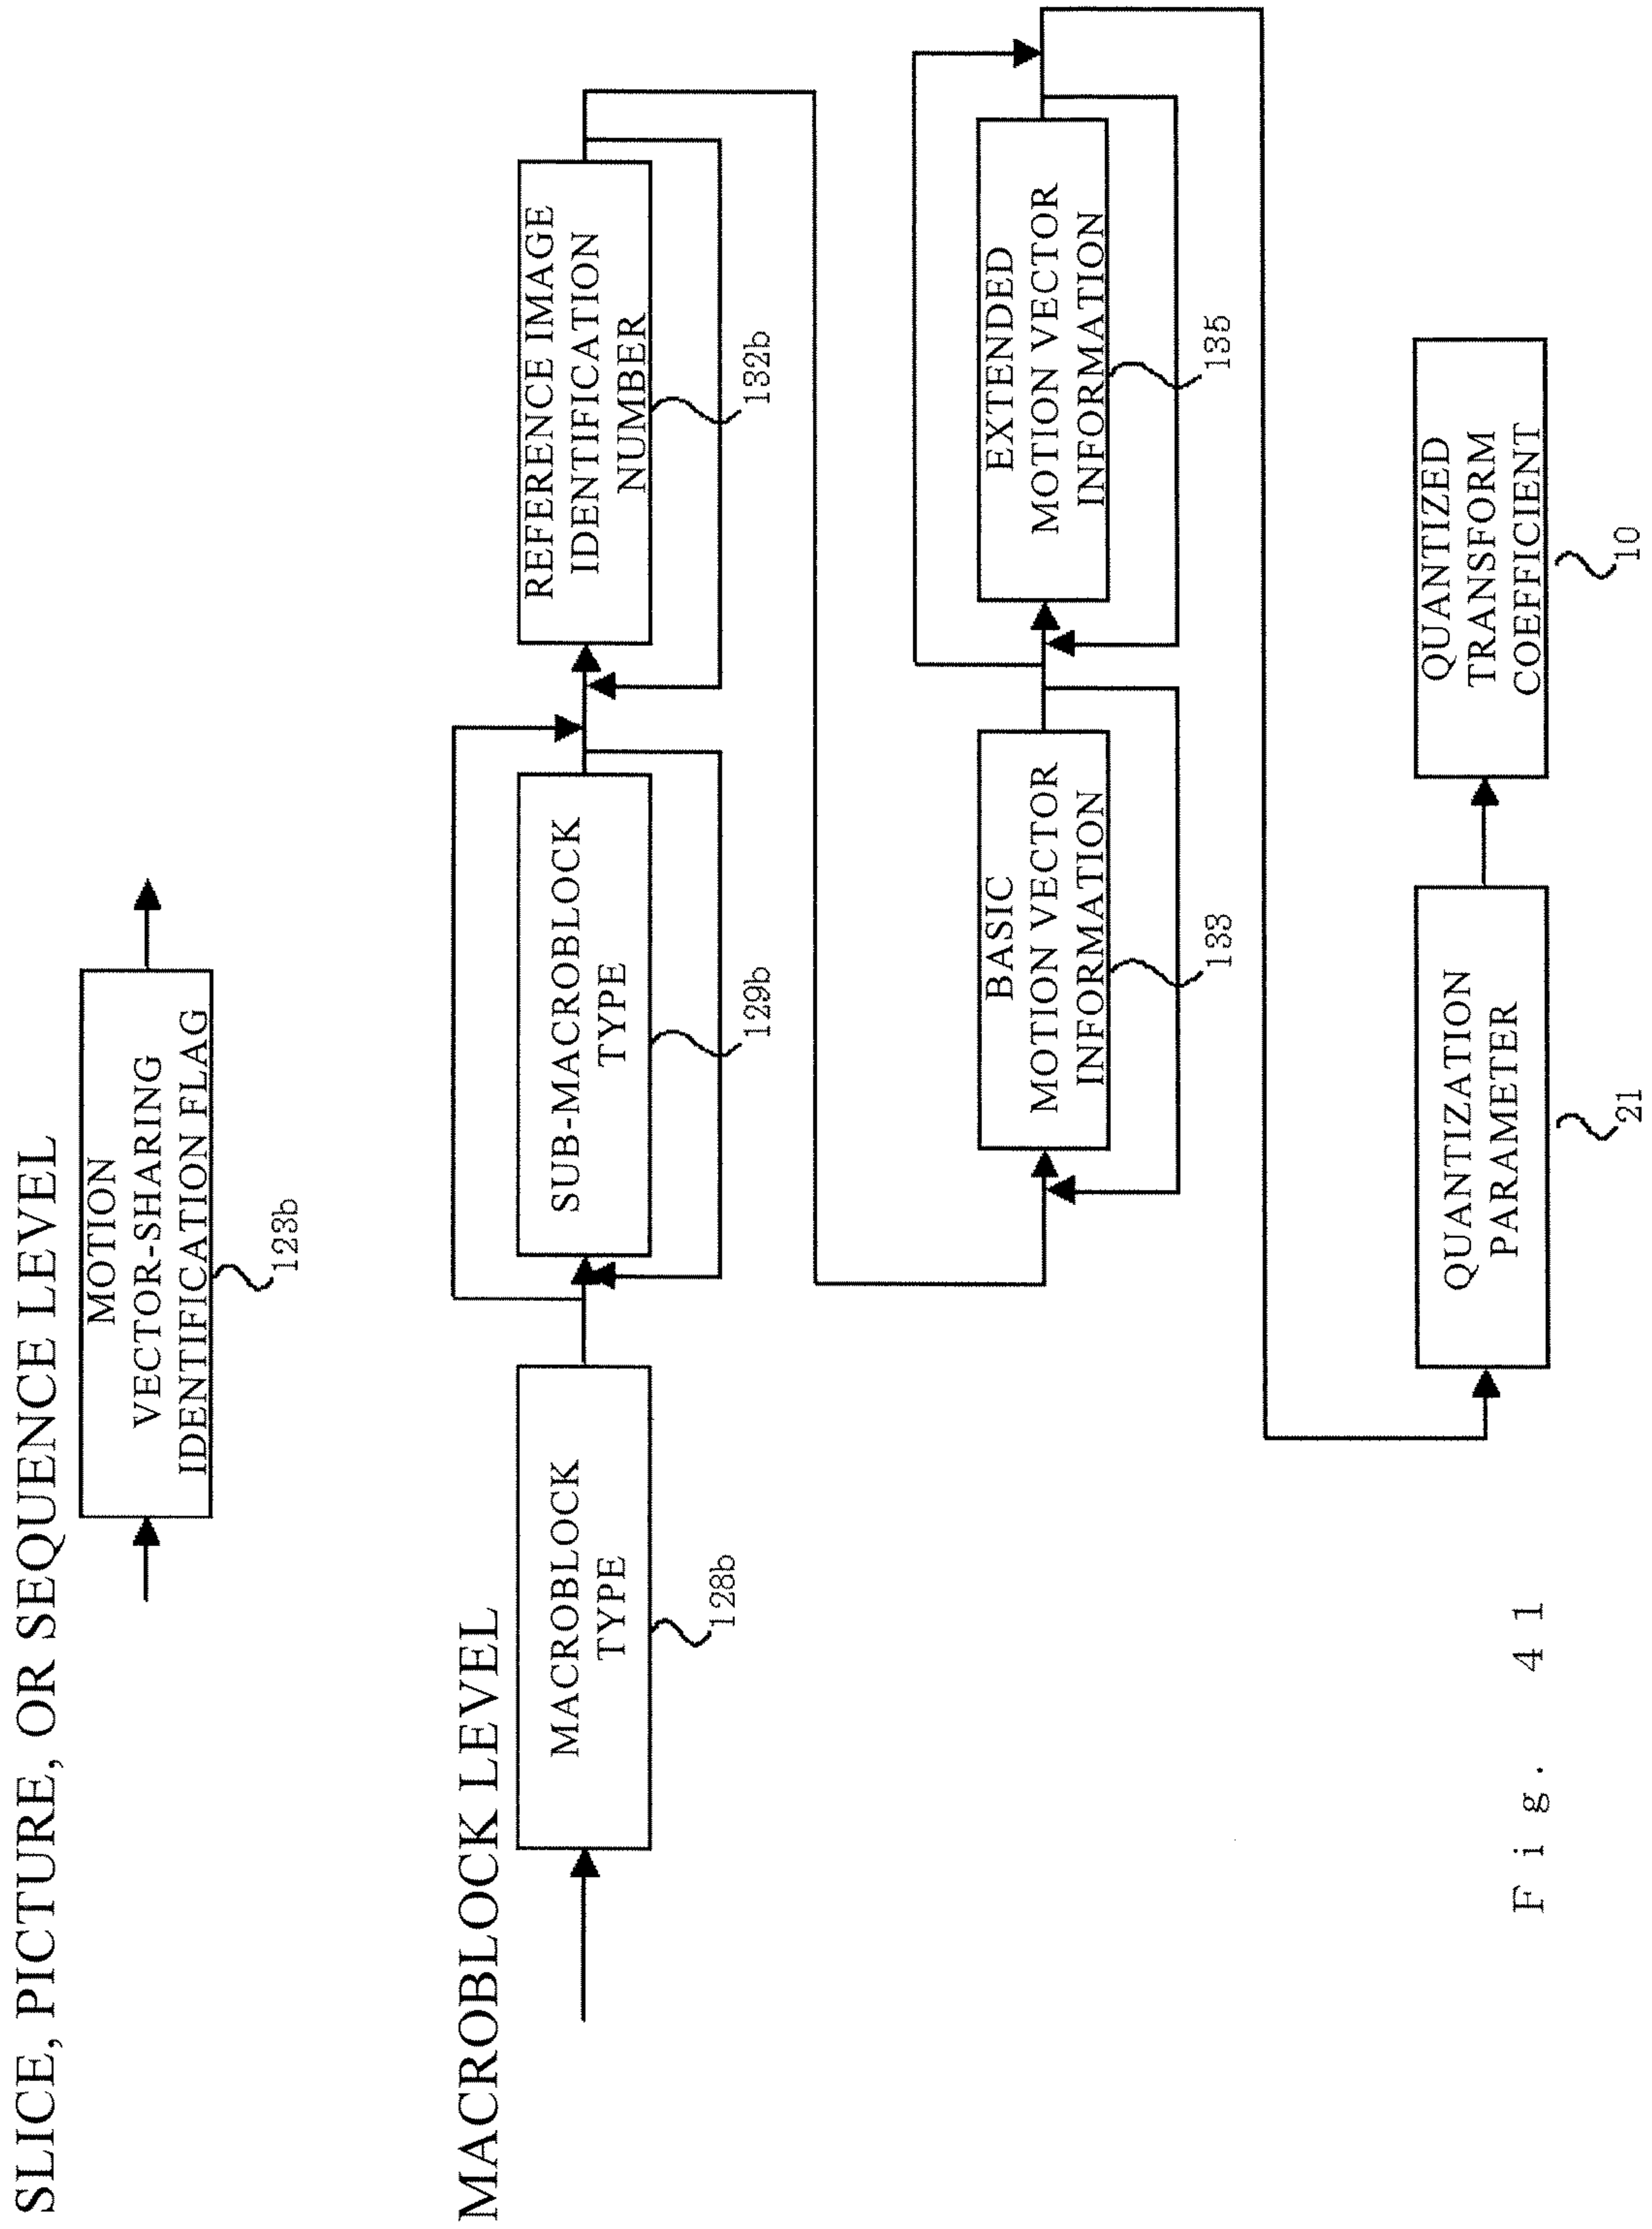 SLICE, PICTURE, OR SEQUENCE LEVEL
MOTION
VECTOR-SHARING
IDENTIFICATION FLAG
123b
MACROBLOCK LEVEL
MACROBLOCK
TYPE
128b
SUB-MACROBLOCK
TYPE
129b
REFERENCE IMAGE
IDENTIFICATION
NUMBER
132b
BASIC
MOTION VECTOR
INFORMATION
133
EXTENDED
MOTION VECTOR
INFORMATION
135
QUANTIZATION
PARAMETER
21
QUANTIZED
TRANSFORM
COEFFICIENT
10
Fig. 41